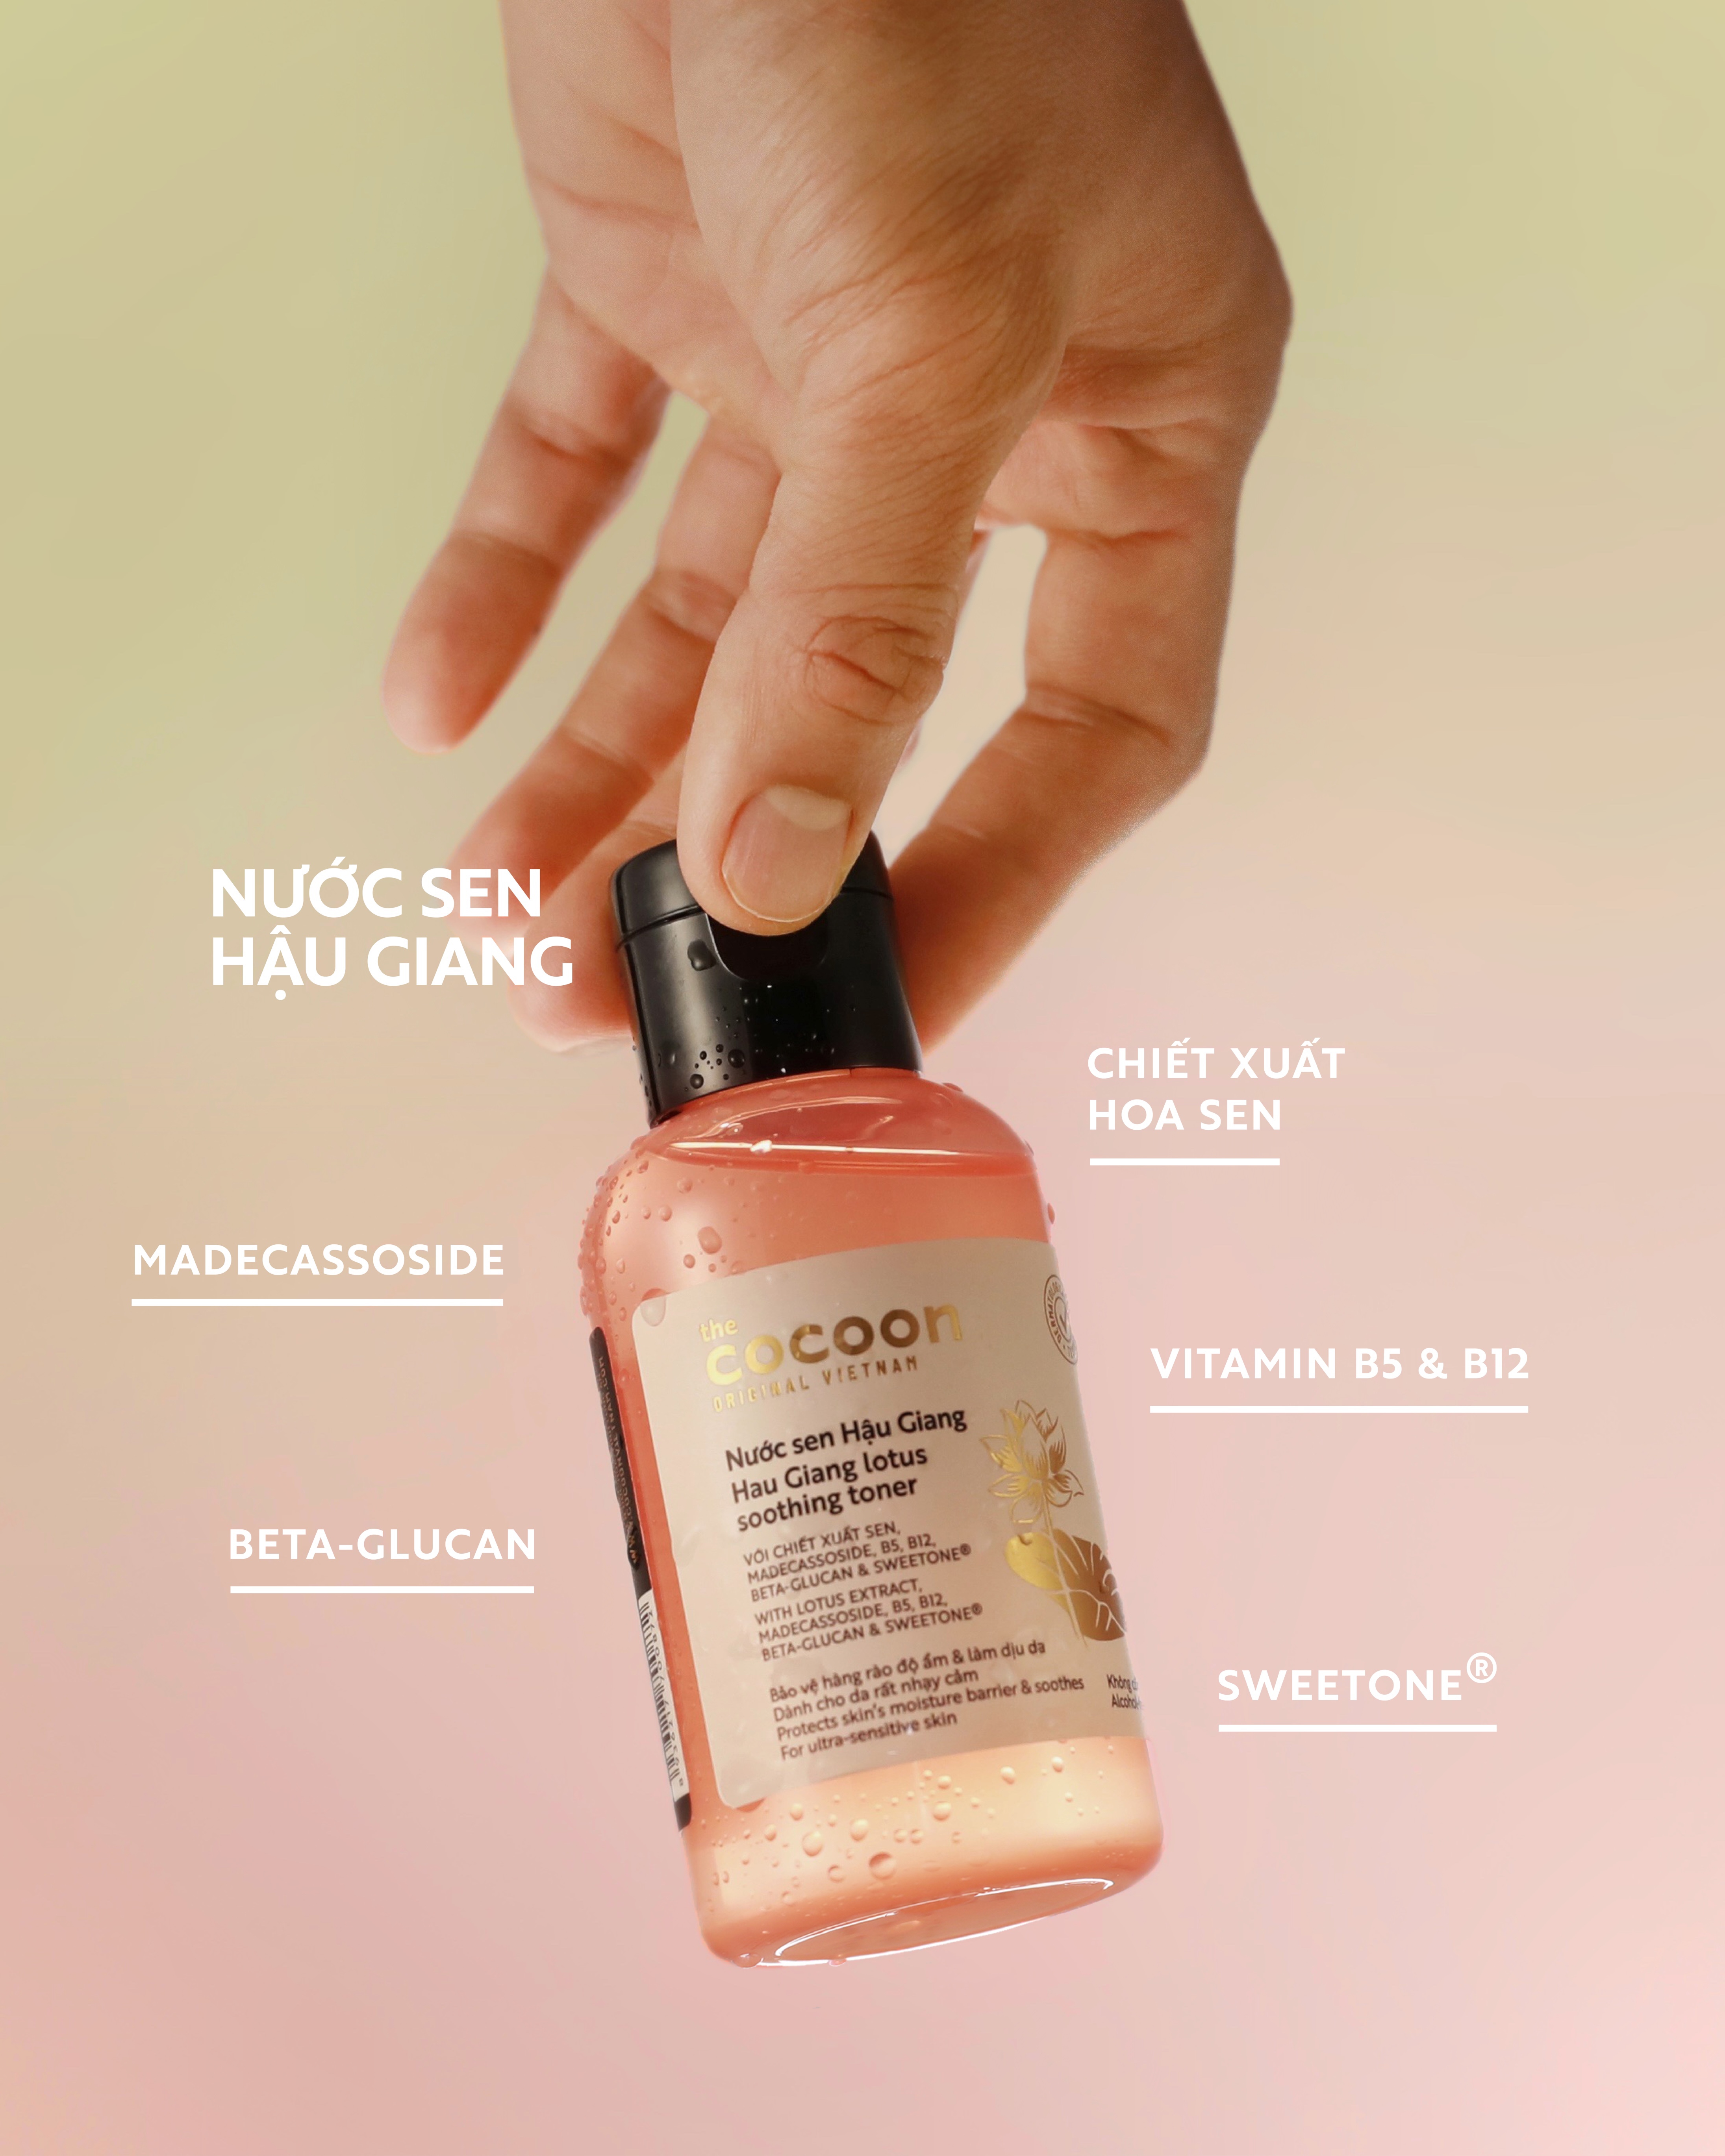 NƯỚC SEN
HẬU GIANG
CHIẾT XUẤT
HOA SEN
MADECASSOSIDE
VITAMIN B5 & B12
BETA-GLUCAN
SWEETONE®
the
cocoon
ORIGINAL VIETNAM
Nước sen Hậu Giang
Hau Giang lotus
soothing toner
VỚI CHIẾT XUẤT SEN,
MADECASSOSIDE, B5, B12,
BETA-GLUCAN & SWEETONE®
WITH LOTUS EXTRACT,
MADECASSOSIDE, B5, B12,
BETA-GLUCAN & SWEETONE®
Bảo vệ hàng rào độ ẩm & làm dịu da
Dành cho da rất nhạy cảm
Protects skin's moisture barrier & soothes
For ultra-sensitive skin
Không